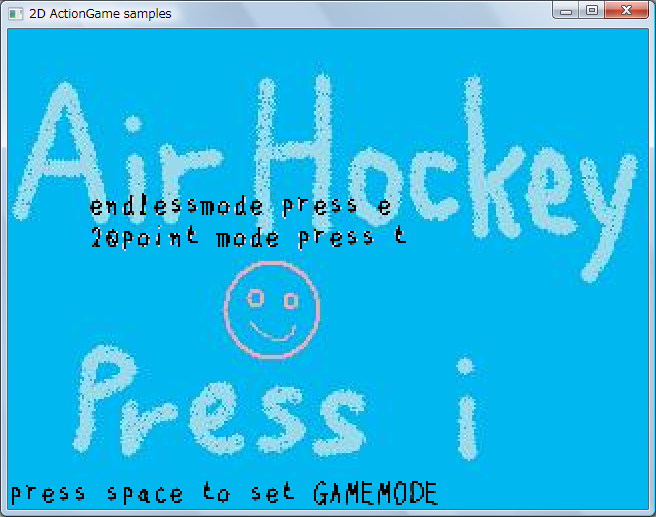 2D ActionGame samples
Air Hockey
endlessmode press e
20point mode press t
Press i
press space to set GAMEMODE